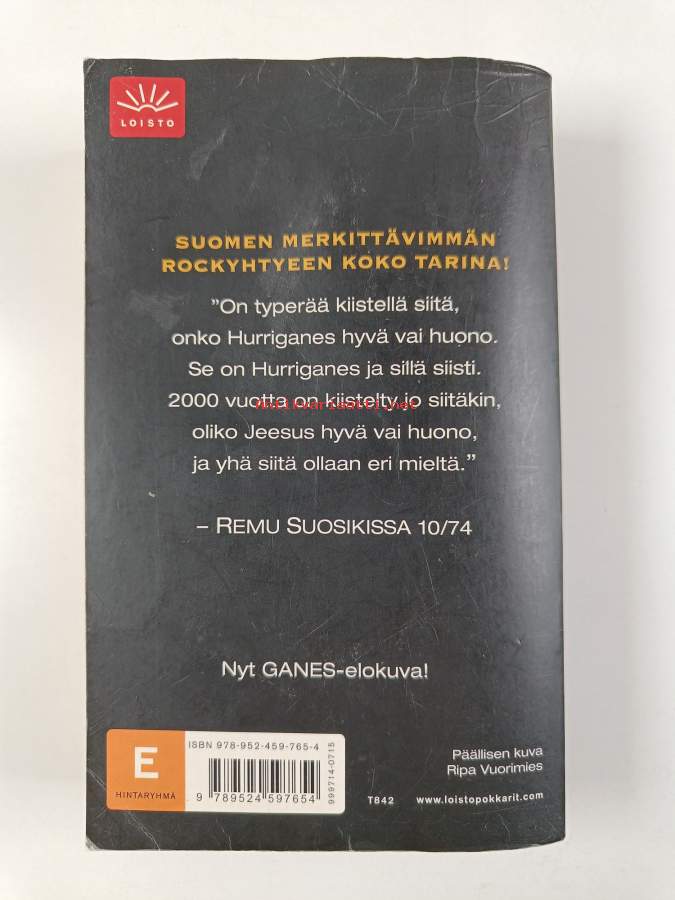 LOISTO
SUOMEN MERKITTÄVIMMÄN
ROCKYHTYEEN KOKO TARINA!
”On typerää kiistellä siitä,
onko Hurriganes hyvä vai huono.
Se on Hurriganes ja sillä siisti.
2000 vuotta on kiistelty jo siitäkin,
Antikvariaatti.net
oliko Jeesus hyvä vai huono,
ja yhä siitä ollaan eri mieltä.”
– REMU SUOSIKISSA 10/74
Nyt GANES-elokuva!
E
HINTARYHMÄ
ISBN 978-952-459-765-4
9 789524 597654
999714-0715
Päällisen kuva
Ripa Vuorimies
T842 www.loistopokkarit.com